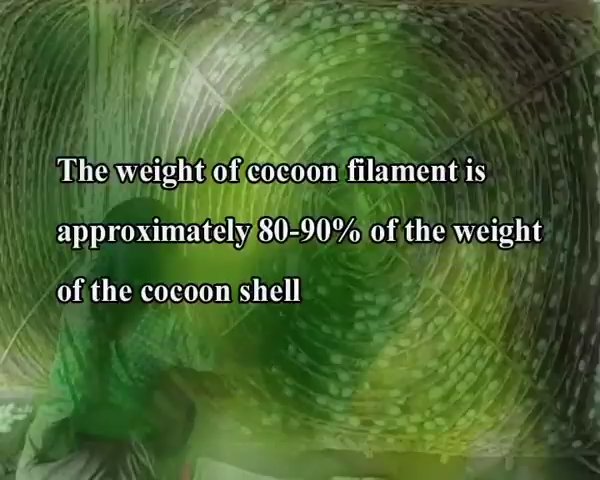 The weight of cocoon filament is
approximately 80-90% of the weight
of the cocoon shell